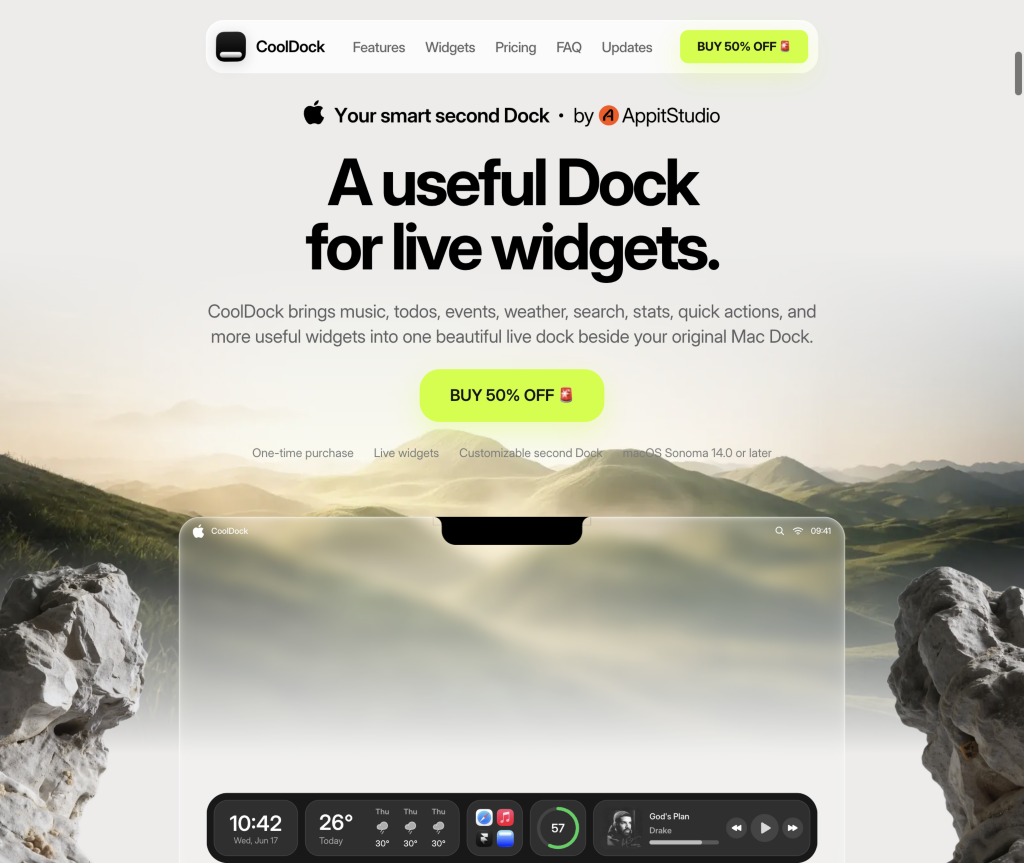 CoolDock
Features
Widgets
Pricing
FAQ
Updates
BUY 50% OFF 🚨
Your smart second Dock • by AppitStudio
A useful Dock
for live widgets.
CoolDock brings music, todos, events, weather, search, stats, quick actions, and
more useful widgets into one beautiful live dock beside your original Mac Dock.
BUY 50% OFF 🚨
One-time purchase
Live widgets
Customizable second Dock
macOS Sonoma 14.0 or later
CoolDock
09:41
10:42
Wed, Jun 17
26°
Today
Thu Thu Thu
30° 30° 30°
57
God's Plan
Drake